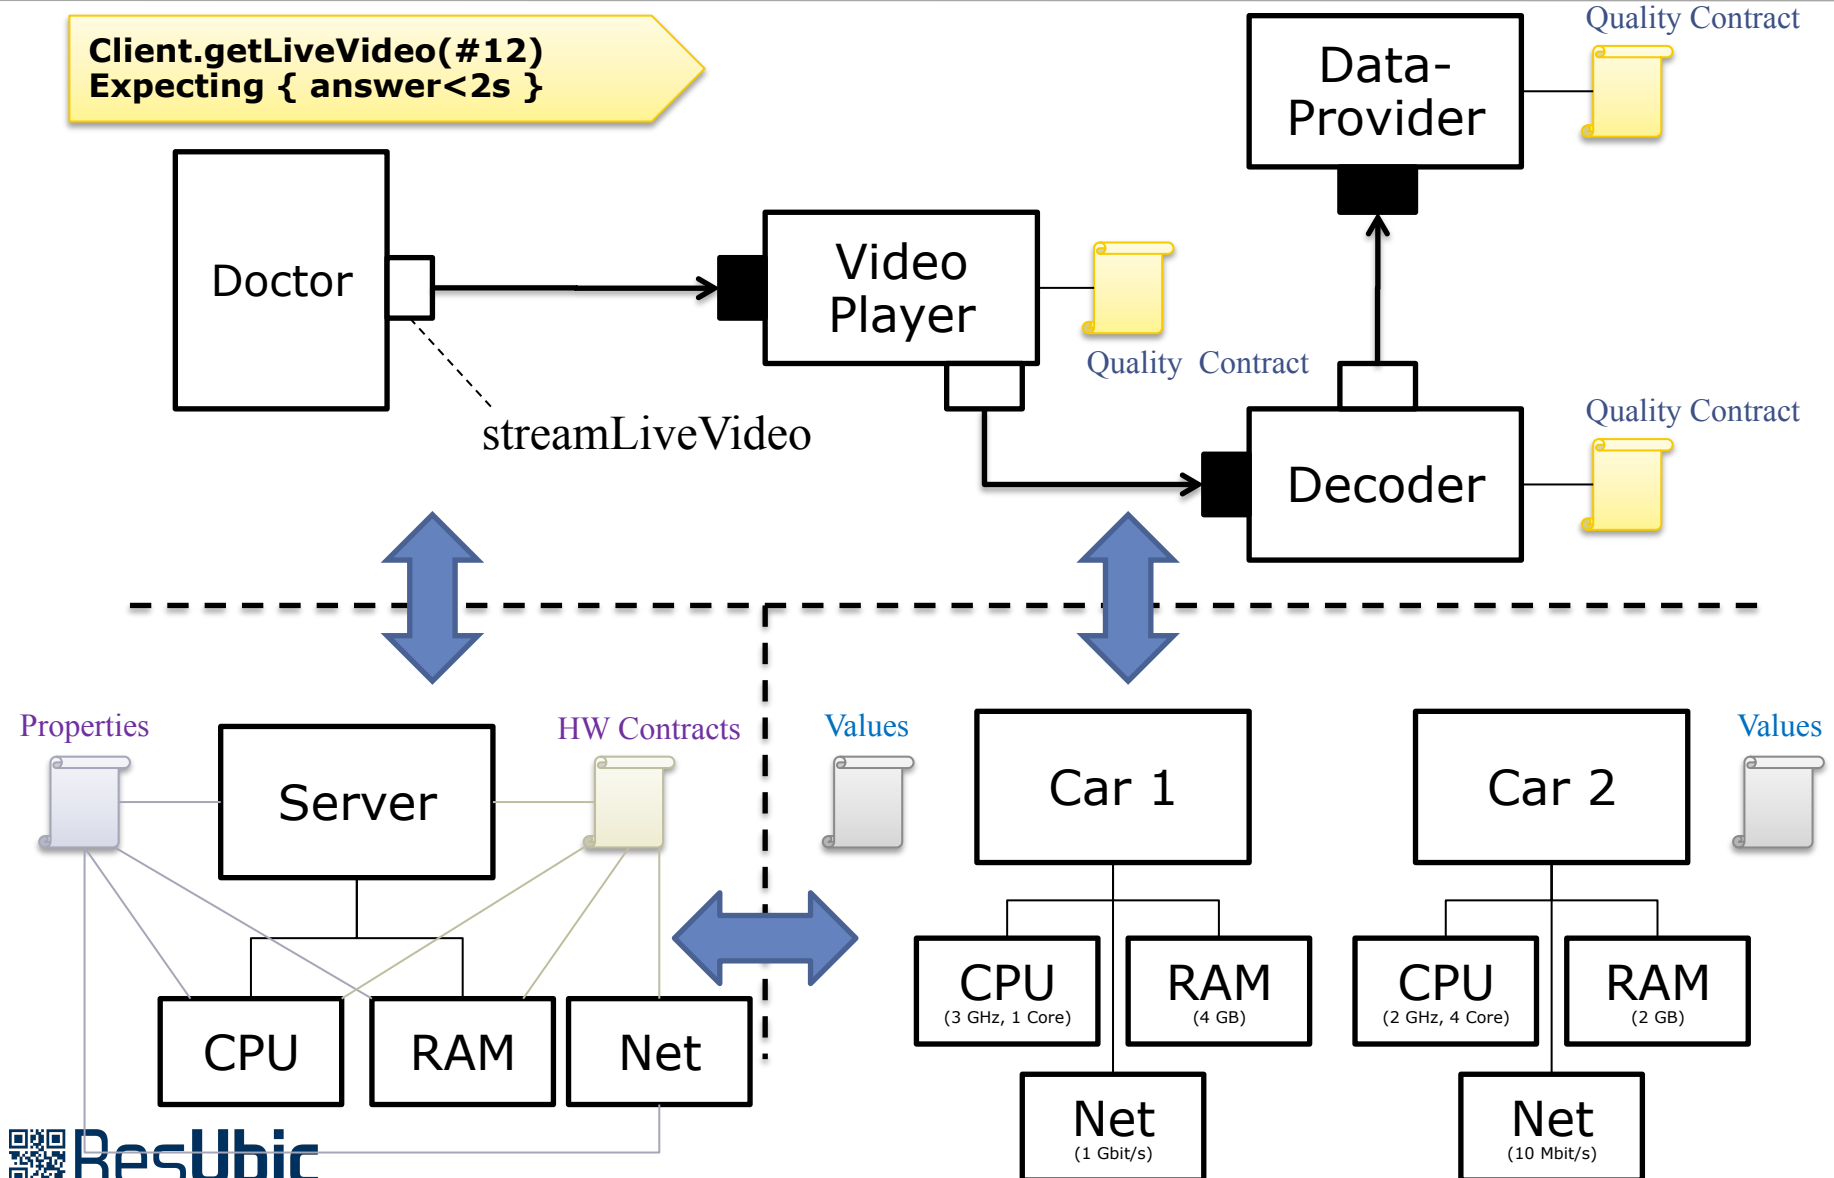 Client.getLiveVideo(#12)
Expecting { answer<2s }
Quality Contract
Data-
Provider
Doctor
Video
Player
Quality Contract
streamLiveVideo
Quality Contract
Decoder
Properties
HW Contracts
Values
Values
Server
Car 1
Car 2
CPU
RAM
Net
CPU
(3 GHz, 1 Core)
RAM
(4 GB)
CPU
(2 GHz, 4 Core)
RAM
(2 GB)
Net
(1 Gbit/s)
Net
(10 Mbit/s)
ResUbic